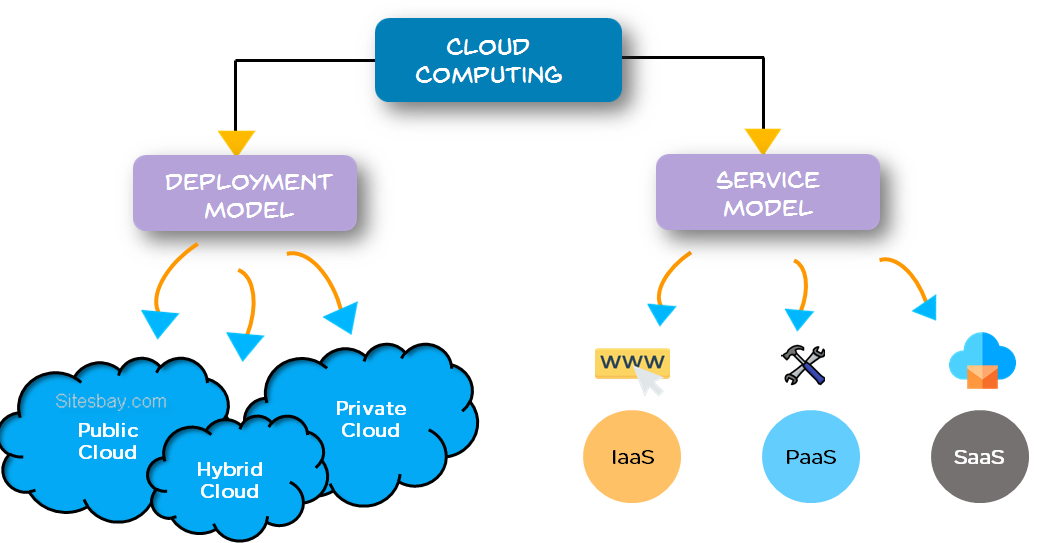 CLOUD
COMPUTING
DEPLOYMENT
MODEL
SERVICE
MODEL
Sitesbay.com
Public
Cloud
Hybrid
Cloud
Private
Cloud
WWW
IaaS
PaaS
SaaS